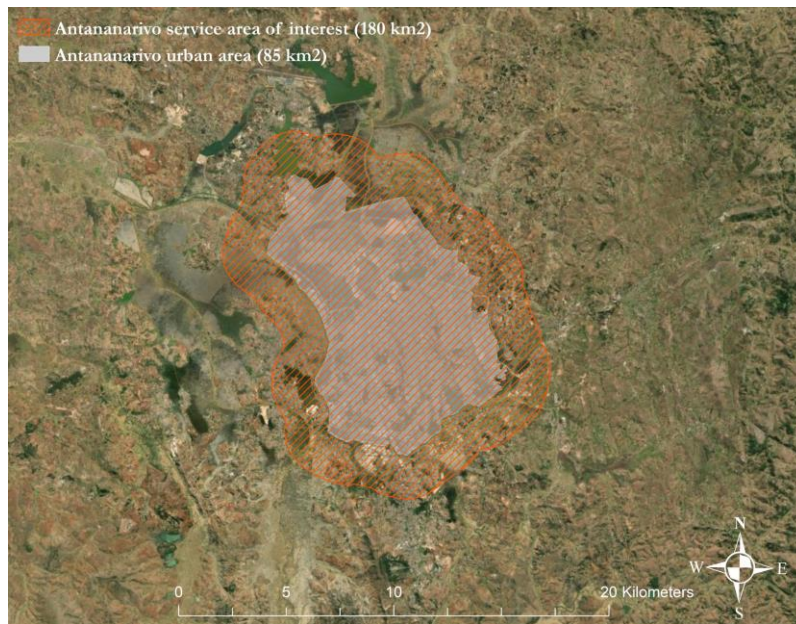 Antananarivo service area of interest (180 km2)
Antananarivo urban area (85 km2)
N
W
E
S
0
5
10
20 Kilometers